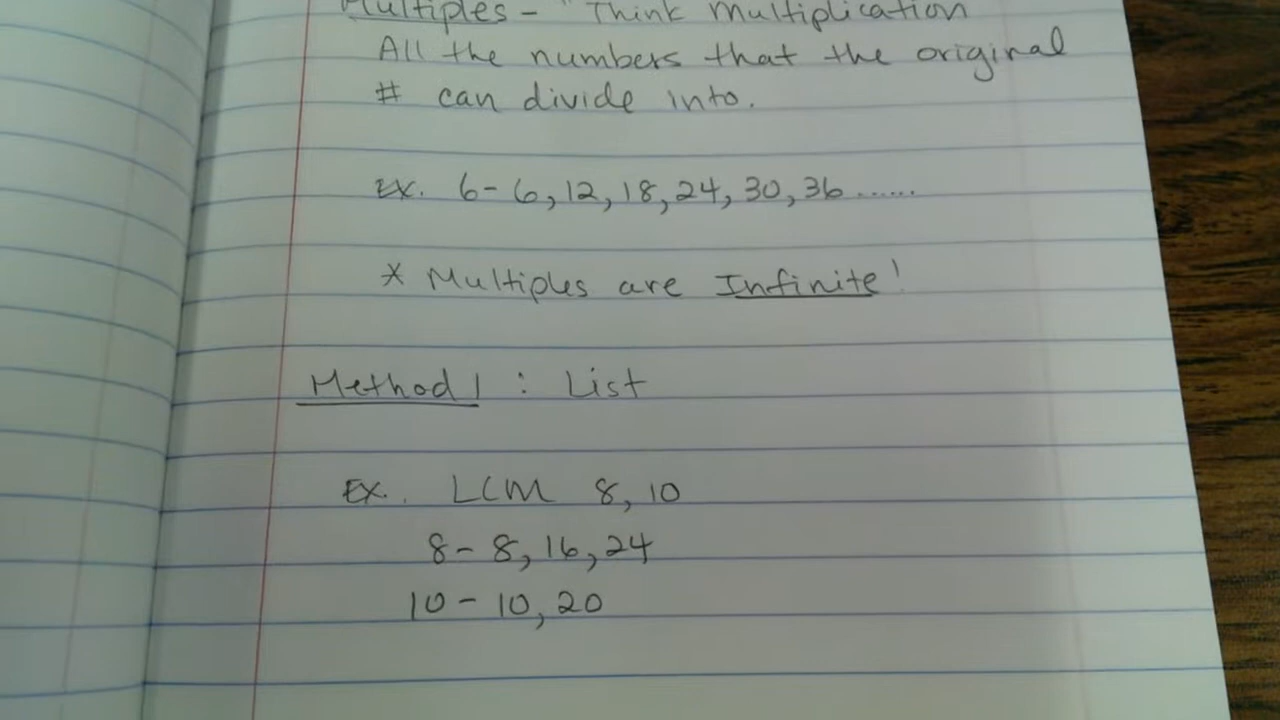 Multiples - "Think Multiplication
All the numbers that the original
# can divide into.
Ex. 6- 6, 12, 18, 24, 30, 36......
* Multiples are Infinite!
Method 1 : List
Ex. LCM 8, 10
8- 8, 16, 24
10- 10, 20